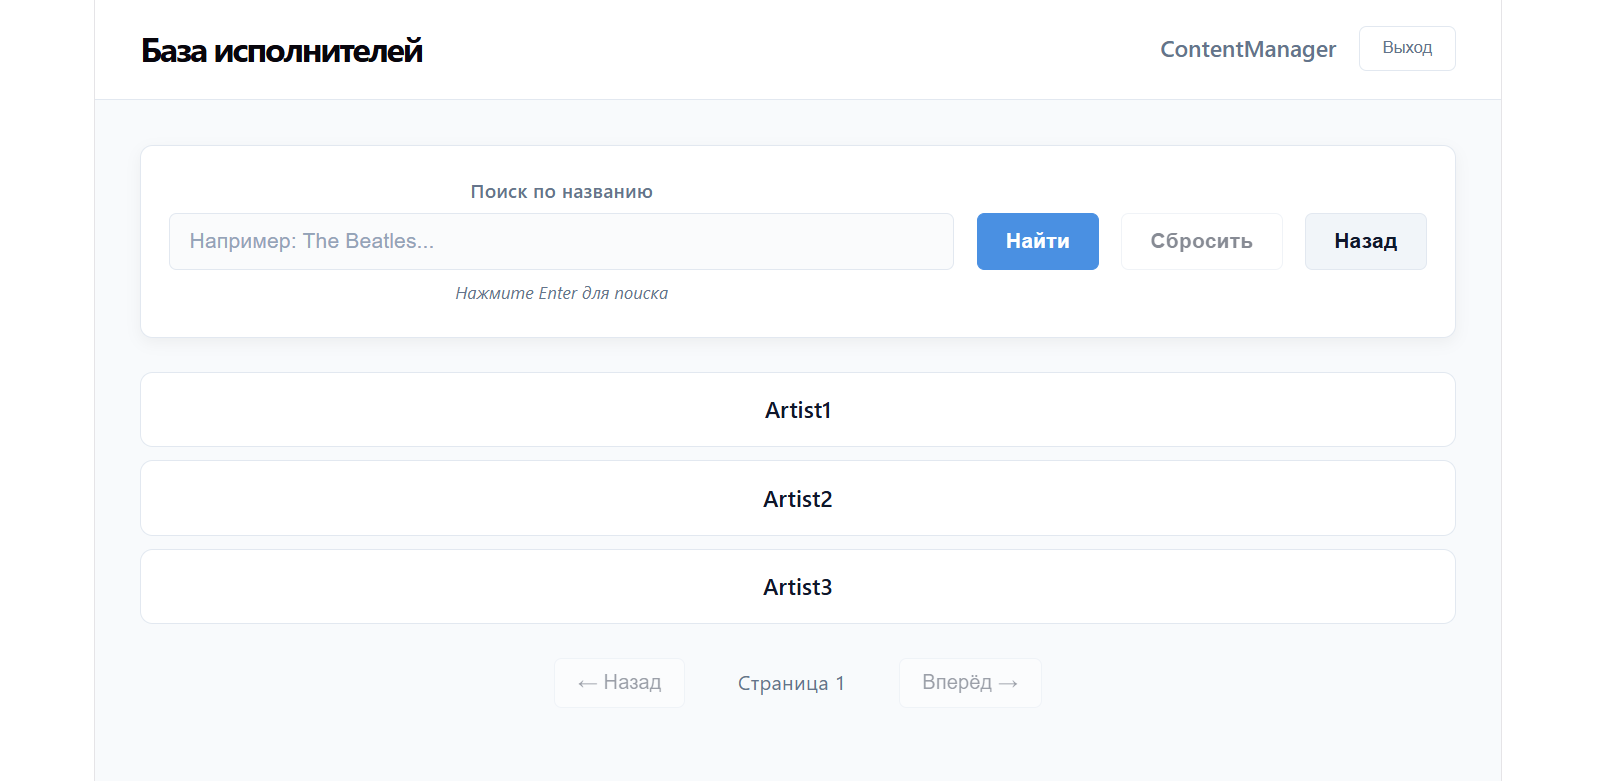 База исполнителей
ContentManager
Выход
Поиск по названию
Например: The Beatles...
Найти
Сбросить
Назад
Нажмите Enter для поиска
Artist1
Artist2
Artist3
← Назад
Страница 1
Вперёд →